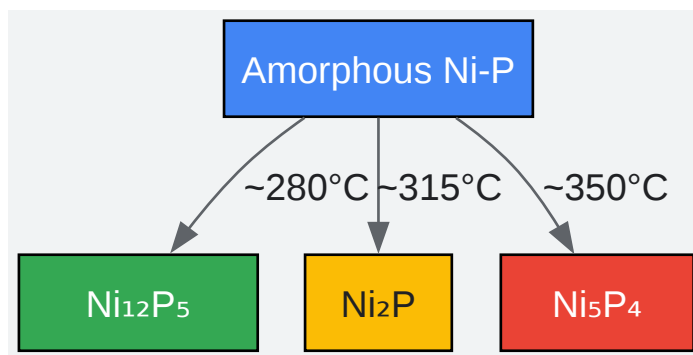 Amorphous Ni-P
~280°C
~315°C
~350°C
Ni₁₂P₅
Ni₂P
Ni₅P₄